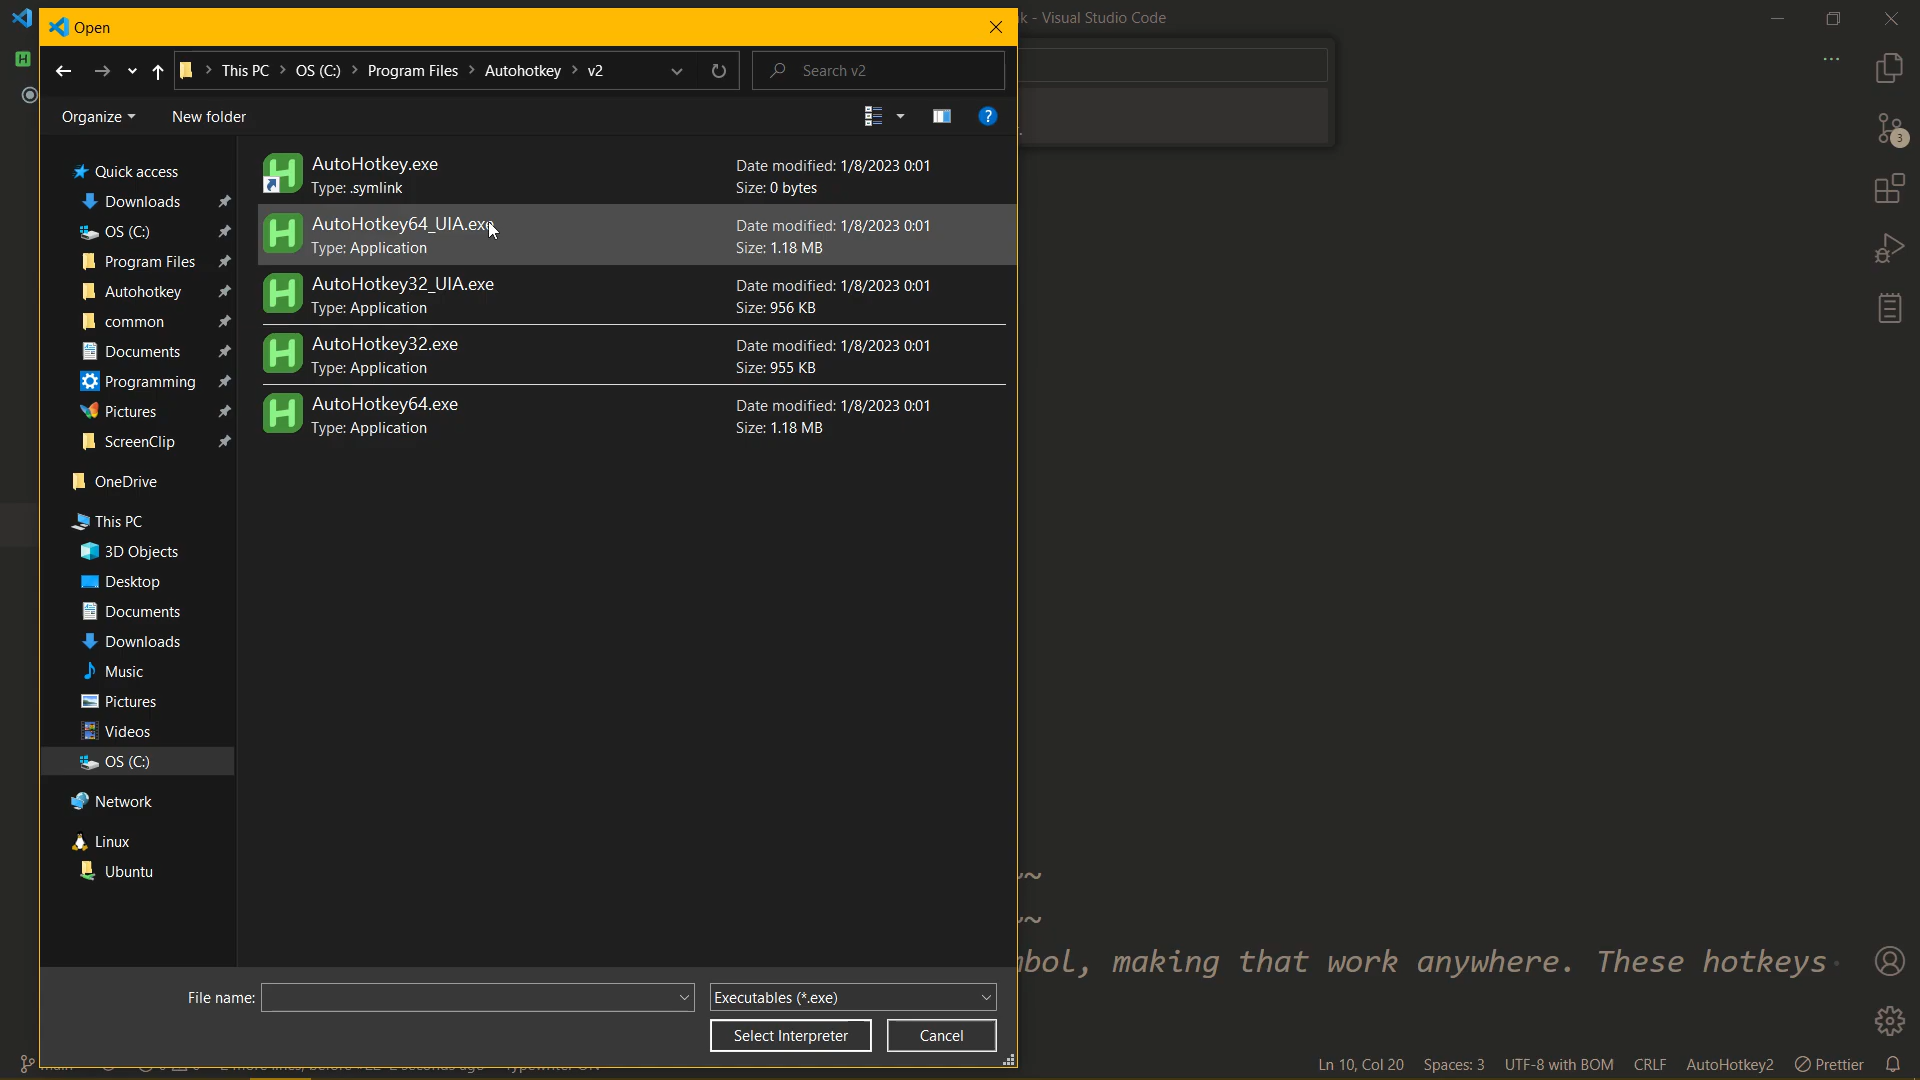 Open
k - Visual Studio Code
This PC > OS (C:) > Program Files > Autohotkey > v2
Search v2
Organize
New folder
Quick access
Downloads
OS (C:)
Program Files
Autohotkey
common
Documents
Programming
Pictures
ScreenClip
OneDrive
This PC
3D Objects
Desktop
Documents
Downloads
Music
Pictures
Videos
OS (C:)
Network
Linux
Ubuntu
AutoHotkey.exe
Type: .symlink
Date modified: 1/8/2023 0:01
Size: 0 bytes
AutoHotkey64_UIA.exe
Type: Application
Date modified: 1/8/2023 0:01
Size: 1.18 MB
AutoHotkey32_UIA.exe
Type: Application
Date modified: 1/8/2023 0:01
Size: 956 KB
AutoHotkey32.exe
Type: Application
Date modified: 1/8/2023 0:01
Size: 955 KB
AutoHotkey64.exe
Type: Application
Date modified: 1/8/2023 0:01
Size: 1.18 MB
3
~
~
bol, making that work anywhere. These hotkeys
File name:
Executables (*.exe)
Select Interpreter
Cancel
Ln 10, Col 20
Spaces: 3
UTF-8 with BOM
CRLF
AutoHotkey2
Prettier